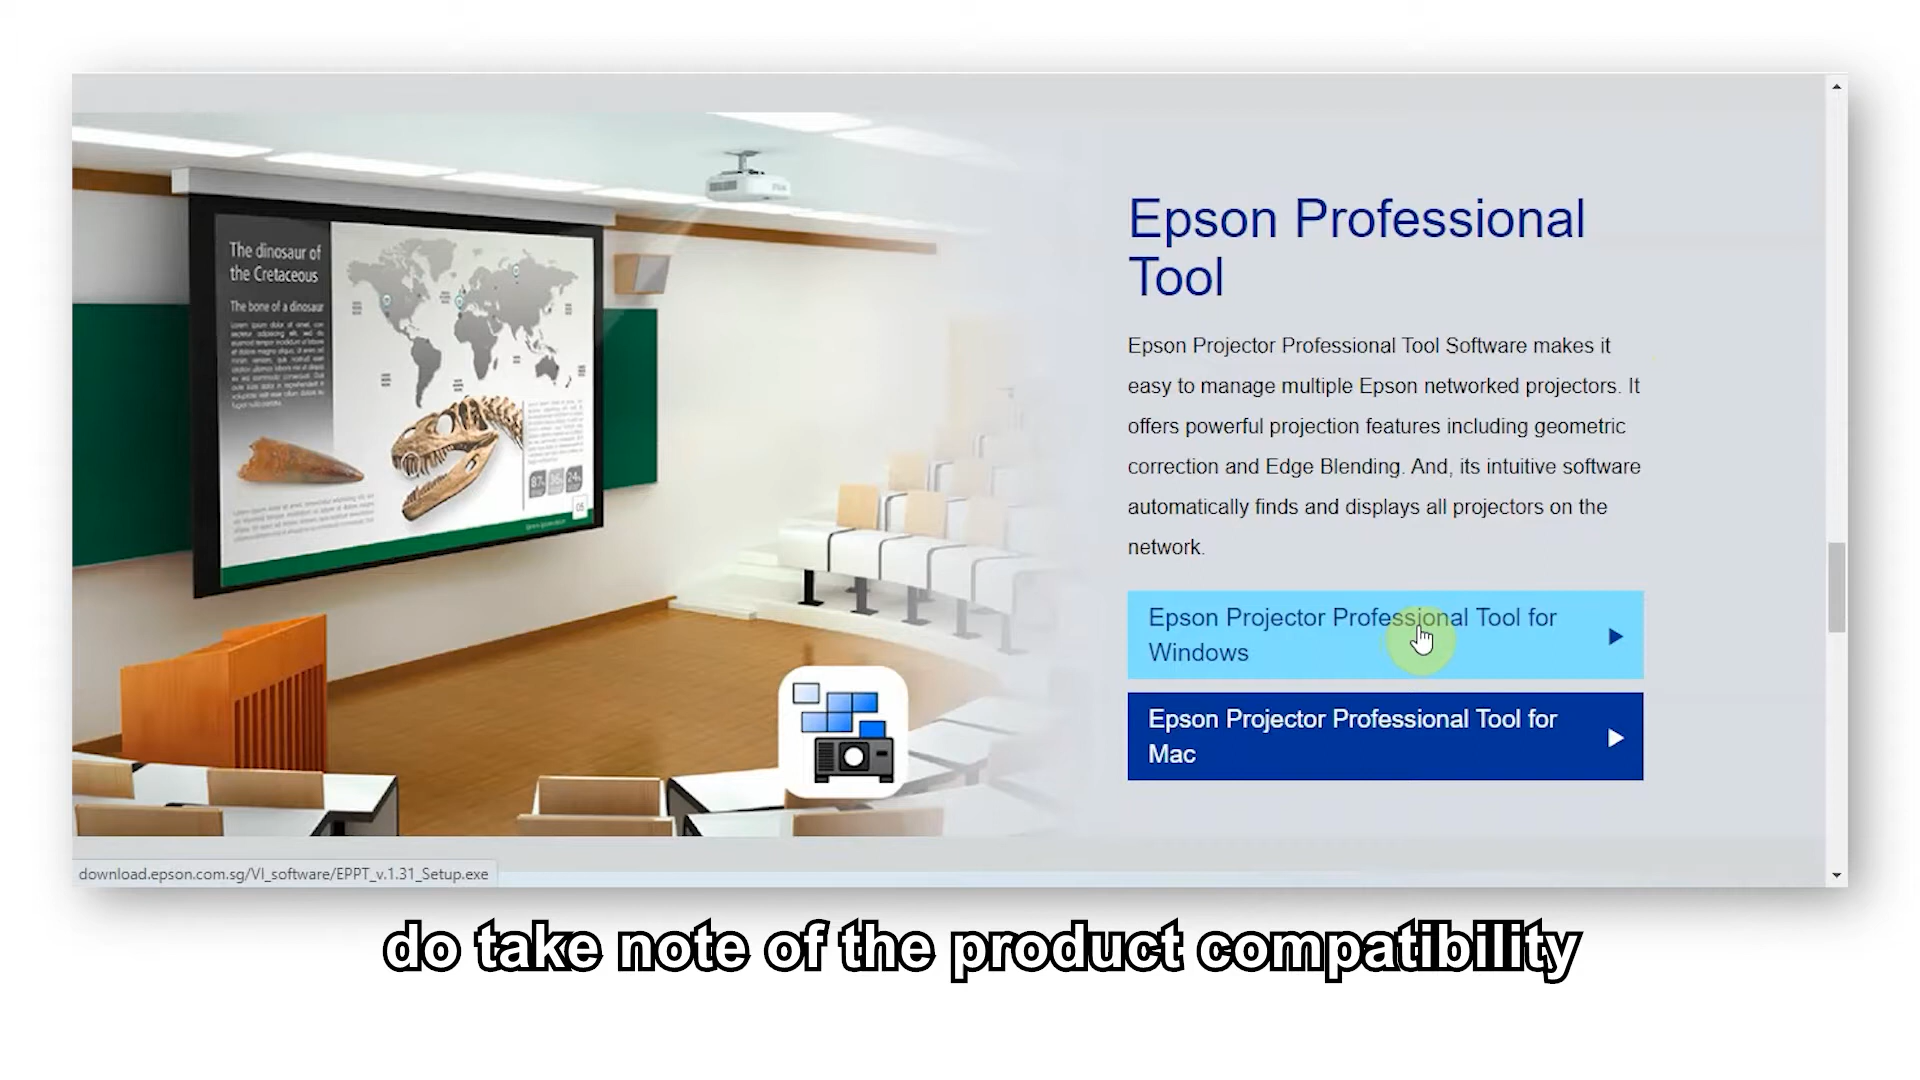 The dinosaur of
the Cretaceous
The bone of a dinosaur
87%
36%
24%
05
Epson Professional
Tool
Epson Projector Professional Tool Software makes it
easy to manage multiple Epson networked projectors. It
offers powerful projection features including geometric
correction and Edge Blending. And, its intuitive software
automatically finds and displays all projectors on the
network.
Epson Projector Professional Tool for
Windows
Epson Projector Professional Tool for
Mac
download.epson.com.sg/VI_software/EPPT_v.1.31_Setup.exe
do take note of the product compatibility